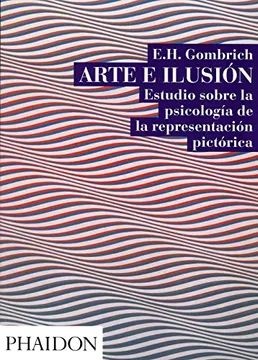 E.H. Gombrich
ARTE E ILUSIÓN
Estudio sobre la
psicología de
la representación
pictórica
PHAIDON